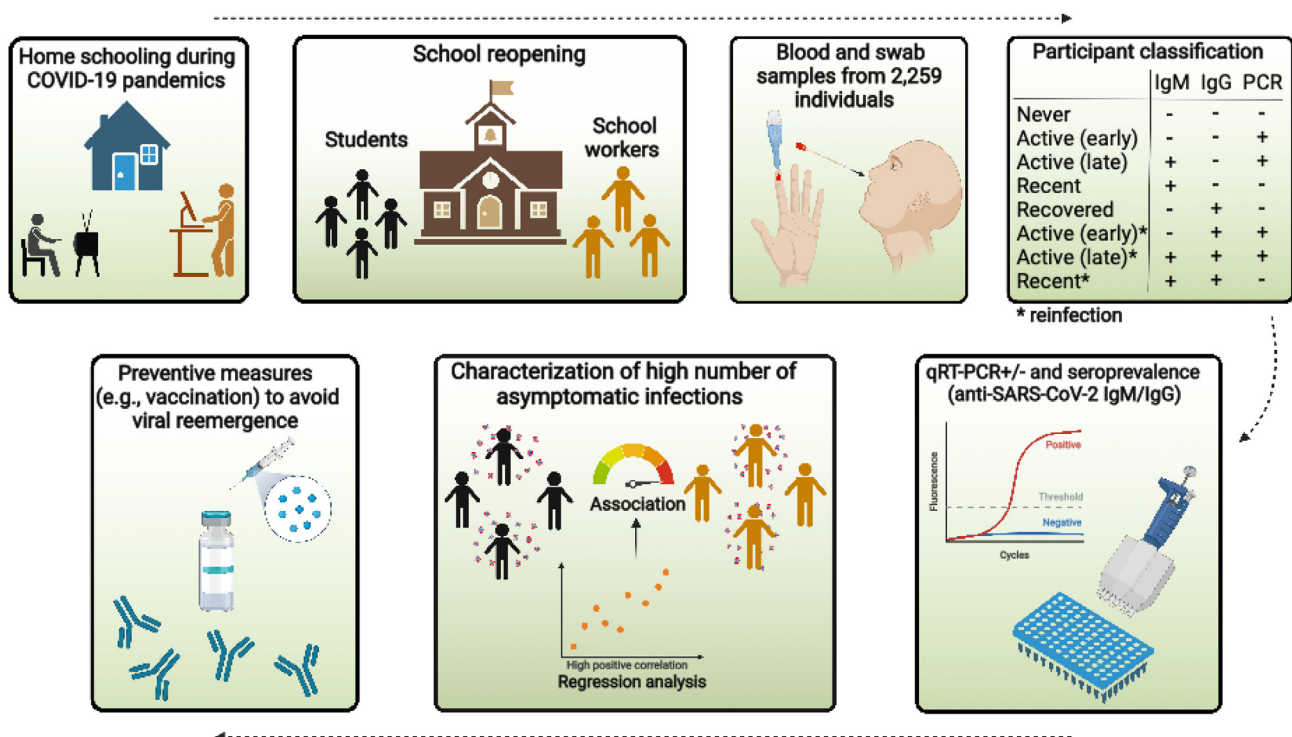 Home schooling during
COVID-19 pandemics
School reopening
Students
School
workers
Blood and swab
samples from 2,259
individuals
Participant classification
IgM IgG PCR
Never - - -
Active (early) - - +
Active (late) + - +
Recent + - -
Recovered - + -
Active (early)* - + +
Active (late)* + + +
Recent* + + -
* reinfection
Preventive measures
(e.g., vaccination) to avoid
viral reemergence
Characterization of high number of
asymptomatic infections
Association
High positive correlation
Regression analysis
qRT-PCR+/- and seroprevalence
(anti-SARS-CoV-2 IgM/IgG)
Positive
Threshold
Negative
Fluorescence
Cycles